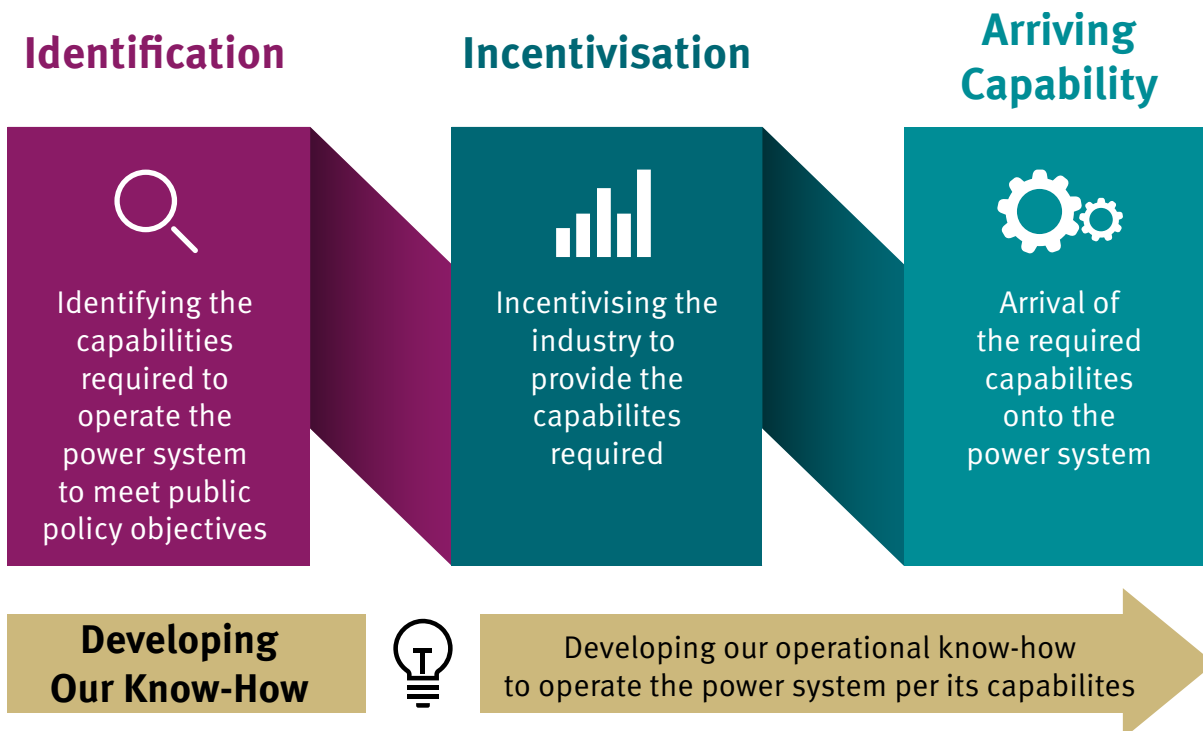 Identification
Identifying the
capabilities
required to
operate the
power system
to meet public
policy objectives
Incentivisation
Incentivising the
industry to
provide the
capabilites
required
Arriving
Capability
Arrival of
the required
capabilites
onto the
power system
Developing
Our Know-How
Developing our operational know-how
to operate the power system per its capabilites